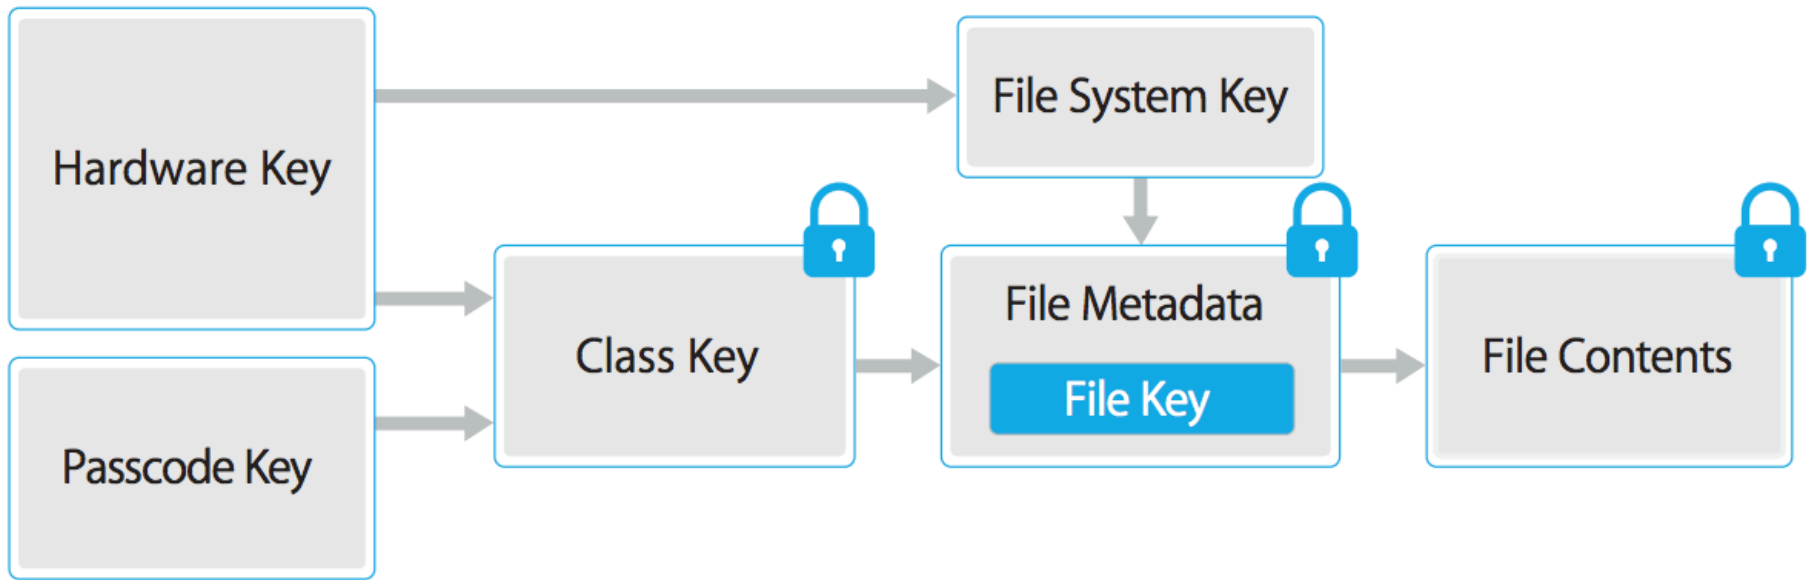 Hardware Key
File System Key
Class Key
File Metadata
File Key
File Contents
Passcode Key